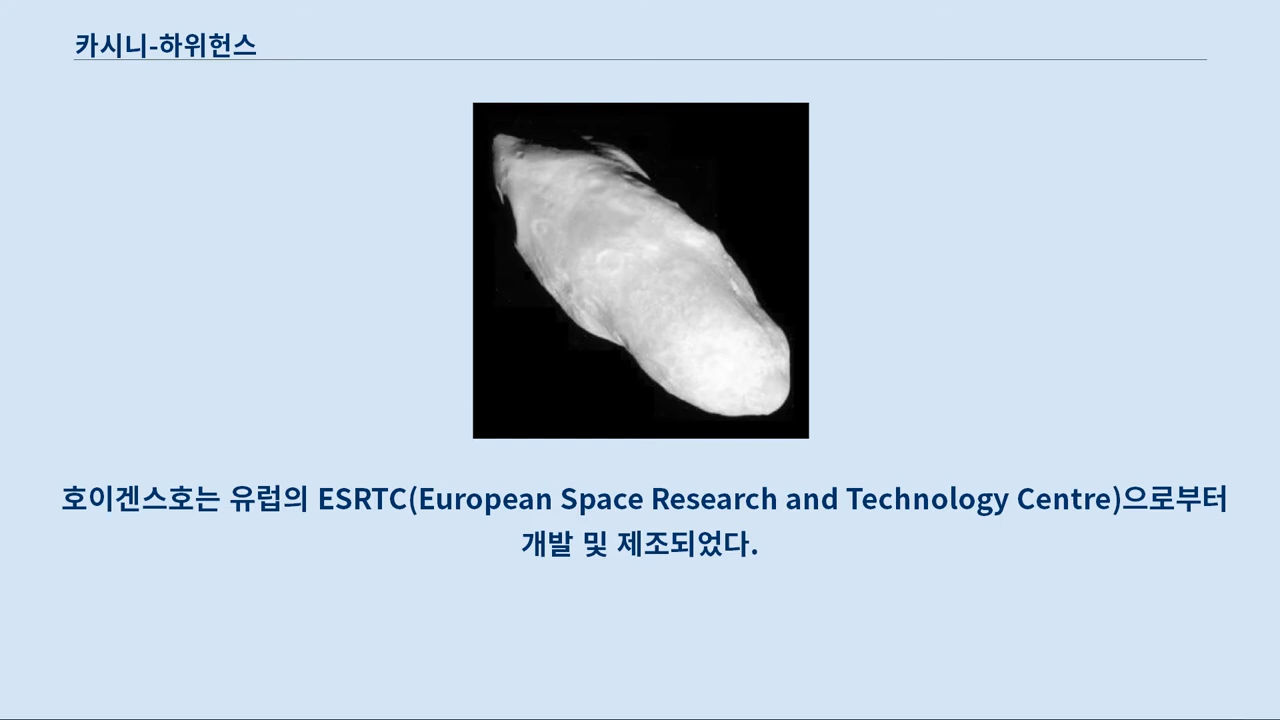 카시니-하위헌스
호이겐스호는 유럽의 ESRTC(European Space Research and Technology Centre)으로부터
개발 및 제조되었다.